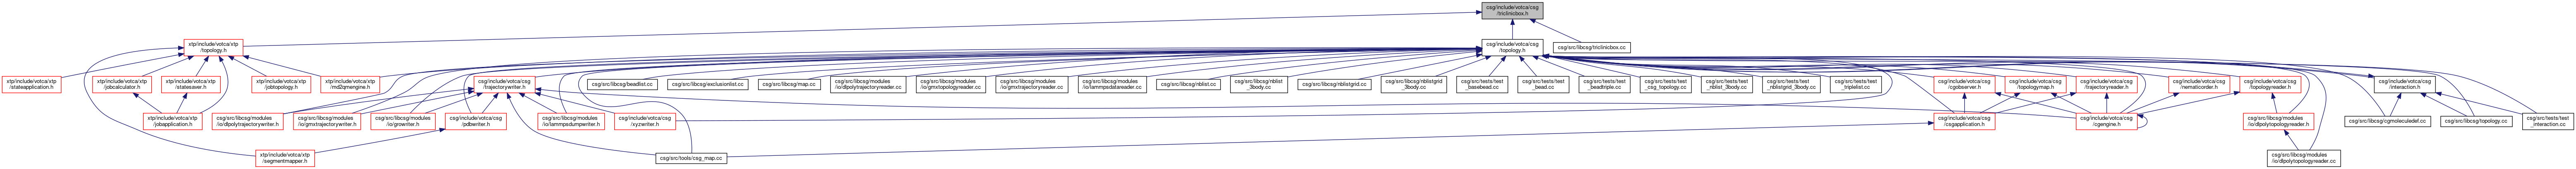 csg/include/votca/csg
/triclinicbox.h
xtp/include/votca/xtp
/topology.h
csg/include/votca/csg
/topology.h
csg/src/libcsg/triclinicbox.cc
xtp/include/votca/xtp
/stateapplication.h
xtp/include/votca/xtp
/jobcalculator.h
xtp/include/votca/xtp
/statesaver.h
xtp/include/votca/xtp
/jobtopology.h
xtp/include/votca/xtp
/md2qmengine.h
csg/include/votca/csg
/trajectorywriter.h
csg/src/libcsg/beadlist.cc
csg/src/libcsg/exclusionlist.cc
csg/src/libcsg/map.cc
csg/src/libcsg/modules
/io/dlpolytrajectoryreader.cc
csg/src/libcsg/modules
/io/gmxtopologyreader.cc
csg/src/libcsg/modules
/io/gmxtrajectoryreader.cc
csg/src/libcsg/modules
/io/lammpsdatareader.cc
csg/src/libcsg/nblist.cc
csg/src/libcsg/nblist
_3body.cc
csg/src/libcsg/nblistgrid.cc
csg/src/libcsg/nblistgrid
_3body.cc
csg/src/tests/test
_basebead.cc
csg/src/tests/test
_bead.cc
csg/src/tests/test
_beadtriple.cc
csg/src/tests/test
_csg_topology.cc
csg/src/tests/test
_nblist_3body.cc
csg/src/tests/test
_nblistgrid_3body.cc
csg/src/tests/test
_triplelist.cc
csg/include/votca/csg
/cgobserver.h
csg/include/votca/csg
/topologymap.h
csg/include/votca/csg
/trajectoryreader.h
csg/include/votca/csg
/nematicorder.h
csg/include/votca/csg
/topologyreader.h
csg/include/votca/csg
/interaction.h
xtp/include/votca/xtp
/jobapplication.h
csg/src/libcsg/modules
/io/dlpolytrajectorywriter.h
csg/src/libcsg/modules
/io/gmxtrajectorywriter.h
csg/src/libcsg/modules
/io/growriter.h
csg/include/votca/csg
/pdbwriter.h
csg/src/libcsg/modules
/io/lammpsdumpwriter.h
csg/include/votca/csg
/xyzwriter.h
csg/include/votca/csg
/csgapplication.h
csg/include/votca/csg
/cgengine.h
csg/src/libcsg/modules
/io/dlpolytopologyreader.h
csg/src/libcsg/cgmoleculedef.cc
csg/src/libcsg/topology.cc
csg/src/tests/test
_interaction.cc
xtp/include/votca/xtp
/segmentmapper.h
csg/src/tools/csg_map.cc
csg/src/libcsg/modules
/io/dlpolytopologyreader.cc